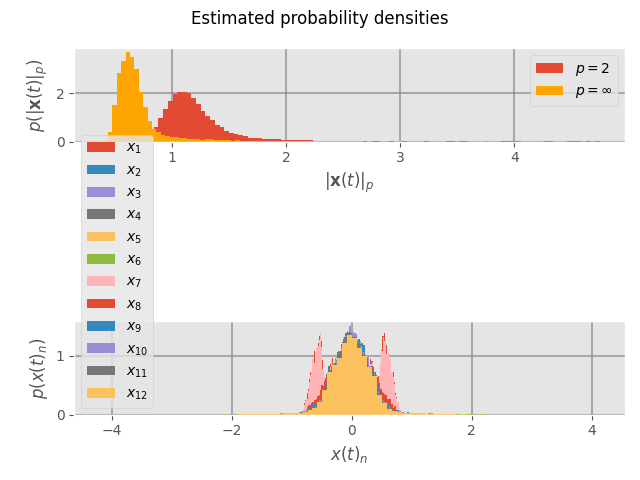 Estimated probability densities
p(|x(t)|p)
2
0
p = 2
p = ∞
1
2
3
4
|x(t)|p
x1
x2
x3
x4
x5
x6
x7
x8
x9
x10
x11
x12
p(x(t)n)
1
0
−4
−2
0
2
4
x(t)n